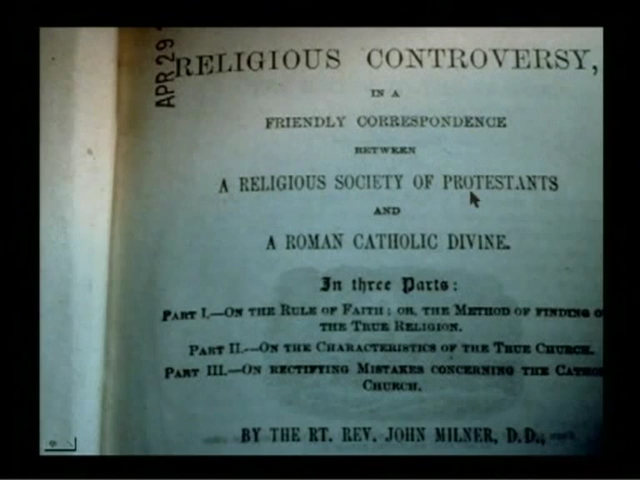 APR 29
RELIGIOUS CONTROVERSY,
IN A
FRIENDLY CORRESPONDENCE
BETWEEN
A RELIGIOUS SOCIETY OF PROTESTANTS
AND
A ROMAN CATHOLIC DIVINE.
In three Parts:
PART I.—ON THE RULE OF FAITH; OR, THE METHOD OF FINDING
THE TRUE RELIGION.
PART II.—ON THE CHARACTERISTICS OF THE TRUE CHURCH.
PART III.—ON RECTIFYING MISTAKES CONCERNING THE
CHURCH.
BY THE RT. REV. JOHN MILNER, D.D.,